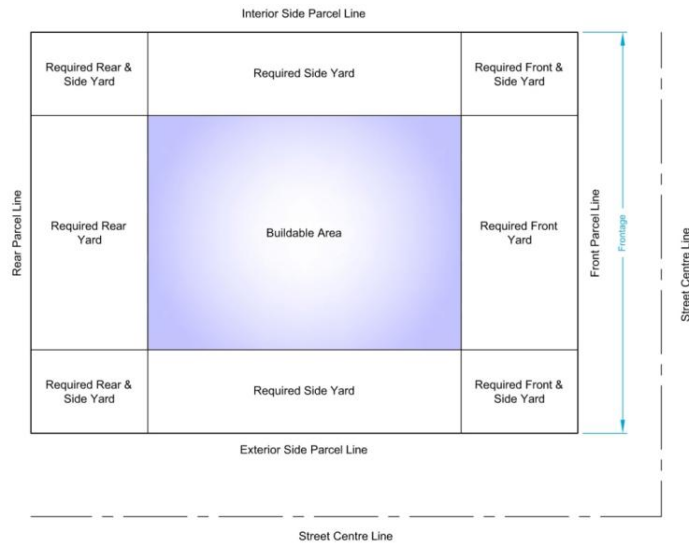 Interior Side Parcel Line
Required Rear &
Side Yard
Required Side Yard
Required Front &
Side Yard
Rear Parcel Line
Required Rear
Yard
Buildable Area
Required Front
Yard
Front Parcel Line
Frontage
Street Centre Line
Required Rear &
Side Yard
Required Side Yard
Required Front &
Side Yard
Exterior Side Parcel Line
Street Centre Line